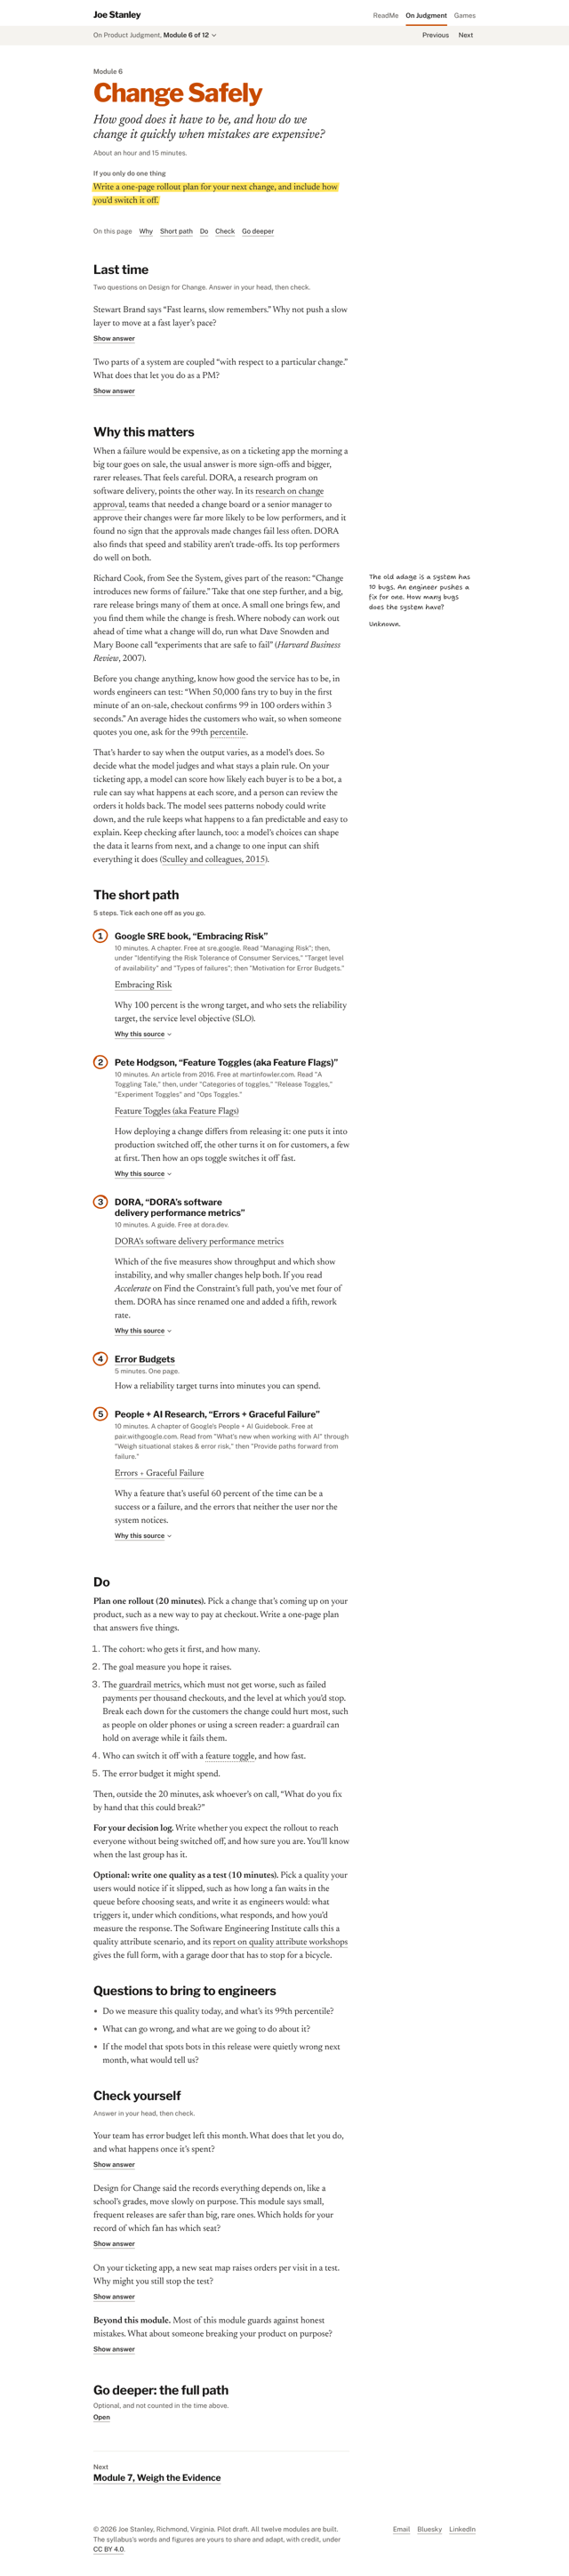 Joe Stanley
ReadMe On Judgment Games
On Product Judgment, Module 6 of 12
Previous Next
Module 6
Change Safely
How good does it have to be, and how do we
change it quickly when mistakes are expensive?
About an hour and 15 minutes.
If you only do one thing
Write a one-page rollout plan for your next change, and include how
you'd switch it off.
On this page Why Short path Do Check Go deeper
Last time
Two questions on Design for Change. Answer in your head, then check.
Stewart Brand says “Fast learns, slow remembers.” Why not push a slow
layer to move at a fast layer's pace?
Show answer
Two parts of a system are coupled “with respect to a particular change.”
What does that let you do as a PM?
Show answer
Why this matters
When a failure would be expensive, as on a ticketing app the morning a
big tour goes on sale, the usual answer is more sign-offs and bigger,
rarer releases. That feels careful. DORA, a research program on
software delivery, points the other way. In its research on change
approval, teams that needed a change board or a senior manager to
approve their changes were far more likely to be low performers, and it
found no sign that the approvals made changes fail less often. DORA
also finds that speed and stability aren't trade-offs. Its top performers
do well on both.
Richard Cook, from See the System, gives part of the reason: “Change
introduces new forms of failure.” Take that one step further, and a big,
rare release brings many of them at once. A small one brings few, and
you find them while the change is fresh. Where nobody can work out
ahead of time what a change will do, run what Dave Snowden and
Mary Boone call “experiments that are safe to fail” (Harvard Business
Review, 2007).
The old adage is a system has
10 bugs. An engineer pushes a
fix for one. How many bugs
does the system have?
Unknown.
Before you change anything, know how good the service has to be, in
words engineers can test: “When 50,000 fans try to buy in the first
minute of an on-sale, checkout confirms 99 in 100 orders within 3
seconds.” An average hides the customers who wait, so when someone
quotes you one, ask for the 99th percentile.
That's harder to say when the output varies, as a model's does. So
decide what the model judges and what stays a plain rule. On your
ticketing app, a model can score how likely each buyer is to be a bot, a
rule can say what happens at each score, and a person can review the
orders it holds back. The model sees patterns nobody could write
down, and the rule keeps what happens to a fan predictable and easy to
explain. Keep checking after launch, too: a model's choices can shape
the data it learns from next, and a change to one input can shift
everything it does (Sculley and colleagues, 2015).
The short path
5 steps. Tick each one off as you go.
1 Google SRE book, “Embracing Risk”
10 minutes. A chapter. Free at sre.google. Read "Managing Risk"; then,
under "Identifying the Risk Tolerance of Consumer Services," "Target level
of availability" and "Types of failures"; then "Motivation for Error Budgets."
Embracing Risk
Why 100 percent is the wrong target, and who sets the reliability
target, the service level objective (SLO).
Why this source
2 Pete Hodgson, “Feature Toggles (aka Feature Flags)”
10 minutes. An article from 2016. Free at martinfowler.com. Read "A
Toggling Tale," then, under "Categories of toggles," "Release Toggles,"
"Experiment Toggles" and "Ops Toggles."
Feature Toggles (aka Feature Flags)
How deploying a change differs from releasing it: one puts it into
production switched off, the other turns it on for customers, a few
at first. Then how an ops toggle switches it off fast.
Why this source
3 DORA, “DORA's software
delivery performance metrics”
10 minutes. A guide. Free at dora.dev.
DORA's software delivery performance metrics
Which of the five measures show throughput and which show
instability, and why smaller changes help both. If you read
Accelerate on Find the Constraint's full path, you've met four of
them. DORA has since renamed one and added a fifth, rework
rate.
Why this source
4 Error Budgets
5 minutes. One page.
How a reliability target turns into minutes you can spend.
5 People + AI Research, “Errors + Graceful Failure”
10 minutes. A chapter of Google's People + AI Guidebook. Free at
pair.withgoogle.com. Read from "What's new when working with AI" through
"Weigh situational stakes & error risk," then "Provide paths forward from
failure."
Errors + Graceful Failure
Why a feature that's useful 60 percent of the time can be a
success or a failure, and the errors that neither the user nor the
system notices.
Why this source
Do
Plan one rollout (20 minutes). Pick a change that's coming up on your
product, such as a new way to pay at checkout. Write a one-page plan
that answers five things.
1. The cohort: who gets it first, and how many.
2. The goal measure you hope it raises.
3. The guardrail metrics, which must not get worse, such as failed
payments per thousand checkouts, and the level at which you'd stop.
Break each down for the customers the change could hurt most, such
as people on older phones or using a screen reader: a guardrail can
hold on average while it fails them.
4. Who can switch it off with a feature toggle, and how fast.
5. The error budget it might spend.
Then, outside the 20 minutes, ask whoever's on call, “What do you fix
by hand that this could break?”
For your decision log. Write whether you expect the rollout to reach
everyone without being switched off, and how sure you are. You'll know
when the last group has it.
Optional: write one quality as a test (10 minutes). Pick a quality your
users would notice if it slipped, such as how long a fan waits in the
queue before choosing seats, and write it as engineers would: what
triggers it, under which conditions, what responds, and how you'd
measure the response. The Software Engineering Institute calls this a
quality attribute scenario, and its report on quality attribute workshops
gives the full form, with a garage door that has to stop for a bicycle.
Questions to bring to engineers
• Do we measure this quality today, and what's its 99th percentile?
• What can go wrong, and what are we going to do about it?
• If the model that spots bots in this release were quietly wrong next
month, what would tell us?
Check yourself
Answer in your head, then check.
Your team has error budget left this month. What does that let you do,
and what happens once it's spent?
Show answer
Design for Change said the records everything depends on, like a
school's grades, move slowly on purpose. This module says small,
frequent releases are safer than big, rare ones. Which holds for your
record of which fan has which seat?
Show answer
On your ticketing app, a new seat map raises orders per visit in a test.
Why might you still stop the test?
Show answer
Beyond this module. Most of this module guards against honest
mistakes. What about someone breaking your product on purpose?
Show answer
Go deeper: the full path
Optional, and not counted in the time above.
Open
Next
Module 7, Weigh the Evidence
© 2026 Joe Stanley, Richmond, Virginia. Pilot draft. All twelve modules are built.
The syllabus's words and figures are yours to share and adapt, with credit, under
CC BY 4.0.
Email Bluesky LinkedIn